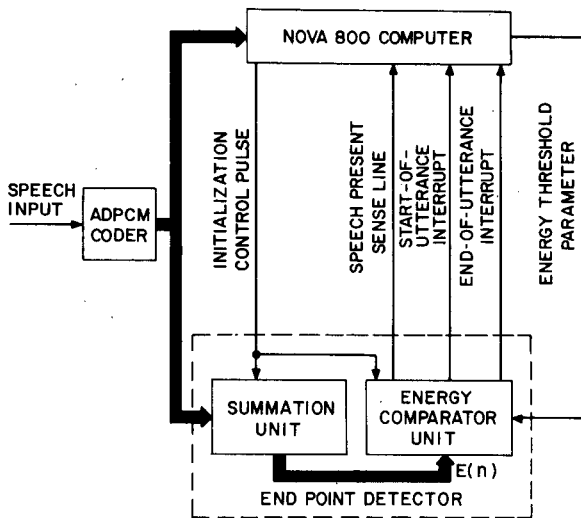 NOVA 800 COMPUTER
SPEECH
INPUT
ADPCM
CODER
INITIALIZATION
CONTROL PULSE
SPEECH PRESENT
SENSE LINE
START-OF-
UTTERANCE
INTERRUPT
END-OF-UTTERANCE
INTERRUPT
ENERGY THRESHOLD
PARAMETER
SUMMATION
UNIT
ENERGY
COMPARATOR
UNIT
E(n)
END POINT DETECTOR